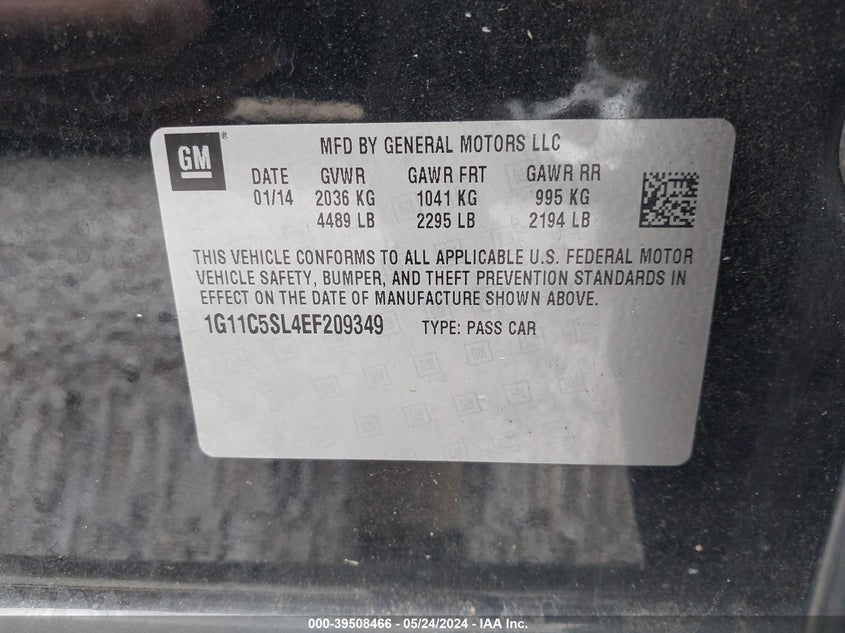 GM®
MFD BY GENERAL MOTORS LLC
DATE GVWR GAWR FRT GAWR RR
01/14 2036 KG 1041 KG 995 KG
4489 LB 2295 LB 2194 LB
THIS VEHICLE CONFORMS TO ALL APPLICABLE U.S. FEDERAL MOTOR
VEHICLE SAFETY, BUMPER, AND THEFT PREVENTION STANDARDS IN
EFFECT ON THE DATE OF MANUFACTURE SHOWN ABOVE.
1G11C5SL4EF209349 TYPE: PASS CAR
000-39508466 - 05/24/2024 - IAA Inc.